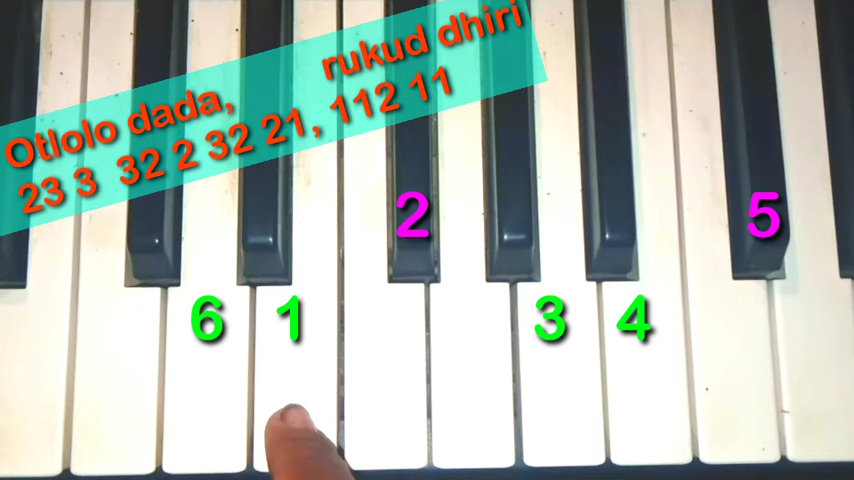 Otlolo dada, rukud dhiri
23 3 32 2 32 21, 112 11
2 5
6 1 3 4